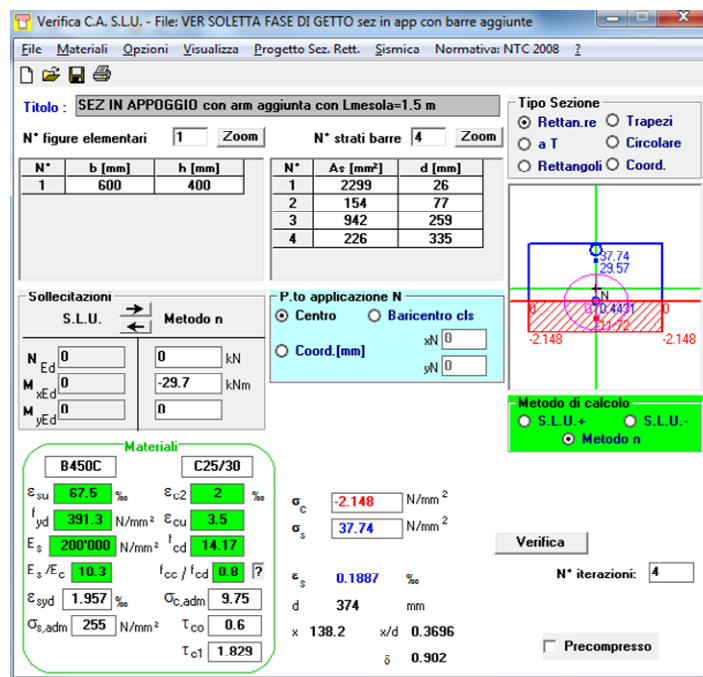 Verifica C.A. S.L.U. - File: VER SOLETTA FASE DI GETTO sez in app con barre aggiunte
File Materiali Opzioni Visualizza Progetto Sez. Rett. Sismica Normativa: NTC 2008 ?
Titolo : SEZ IN APPOGGIO con arm aggiunta con Lmesola=1.5 m
N° figure elementari 1 Zoom N° strati barre 4 Zoom
N° b [mm] h [mm]
1 600 400
N° As [mm²] d [mm]
1 2299 26
2 154 77
3 942 259
4 226 335
Tipo Sezione
Rettan.re Trapezi
a T Circolare
Rettangoli Coord.
37.74
29.57
N
0.4431
-11.72
-2.148 -2.148
Sollecitazioni
S.L.U. Metodo n
N Ed 0 0 kN
M xEd 0 -29.7 kNm
M yEd 0 0
P.to applicazione N
Centro Baricentro cls
Coord.[mm] xN 0
yN 0
Metodo di calcolo
S.L.U.+ S.L.U.-
Metodo n
Materiali
B450C C25/30
εsu 67.5 ‰ εc2 2 ‰
fyd 391.3 N/mm² εcu 3.5
Es 200'000 N/mm² fcd 14.17
Es/Ec 10.3 fcc / fcd 0.8 ?
εsyd 1.957 ‰ σc,adm 9.75
σs,adm 255 N/mm² τco 0.6
τc1 1.829
σc -2.148 N/mm²
σs 37.74 N/mm²
εs 0.1887 ‰
d 374 mm
x 138.2 x/d 0.3696
δ 0.902
Verifica
N° iterazioni: 4
Precompresso